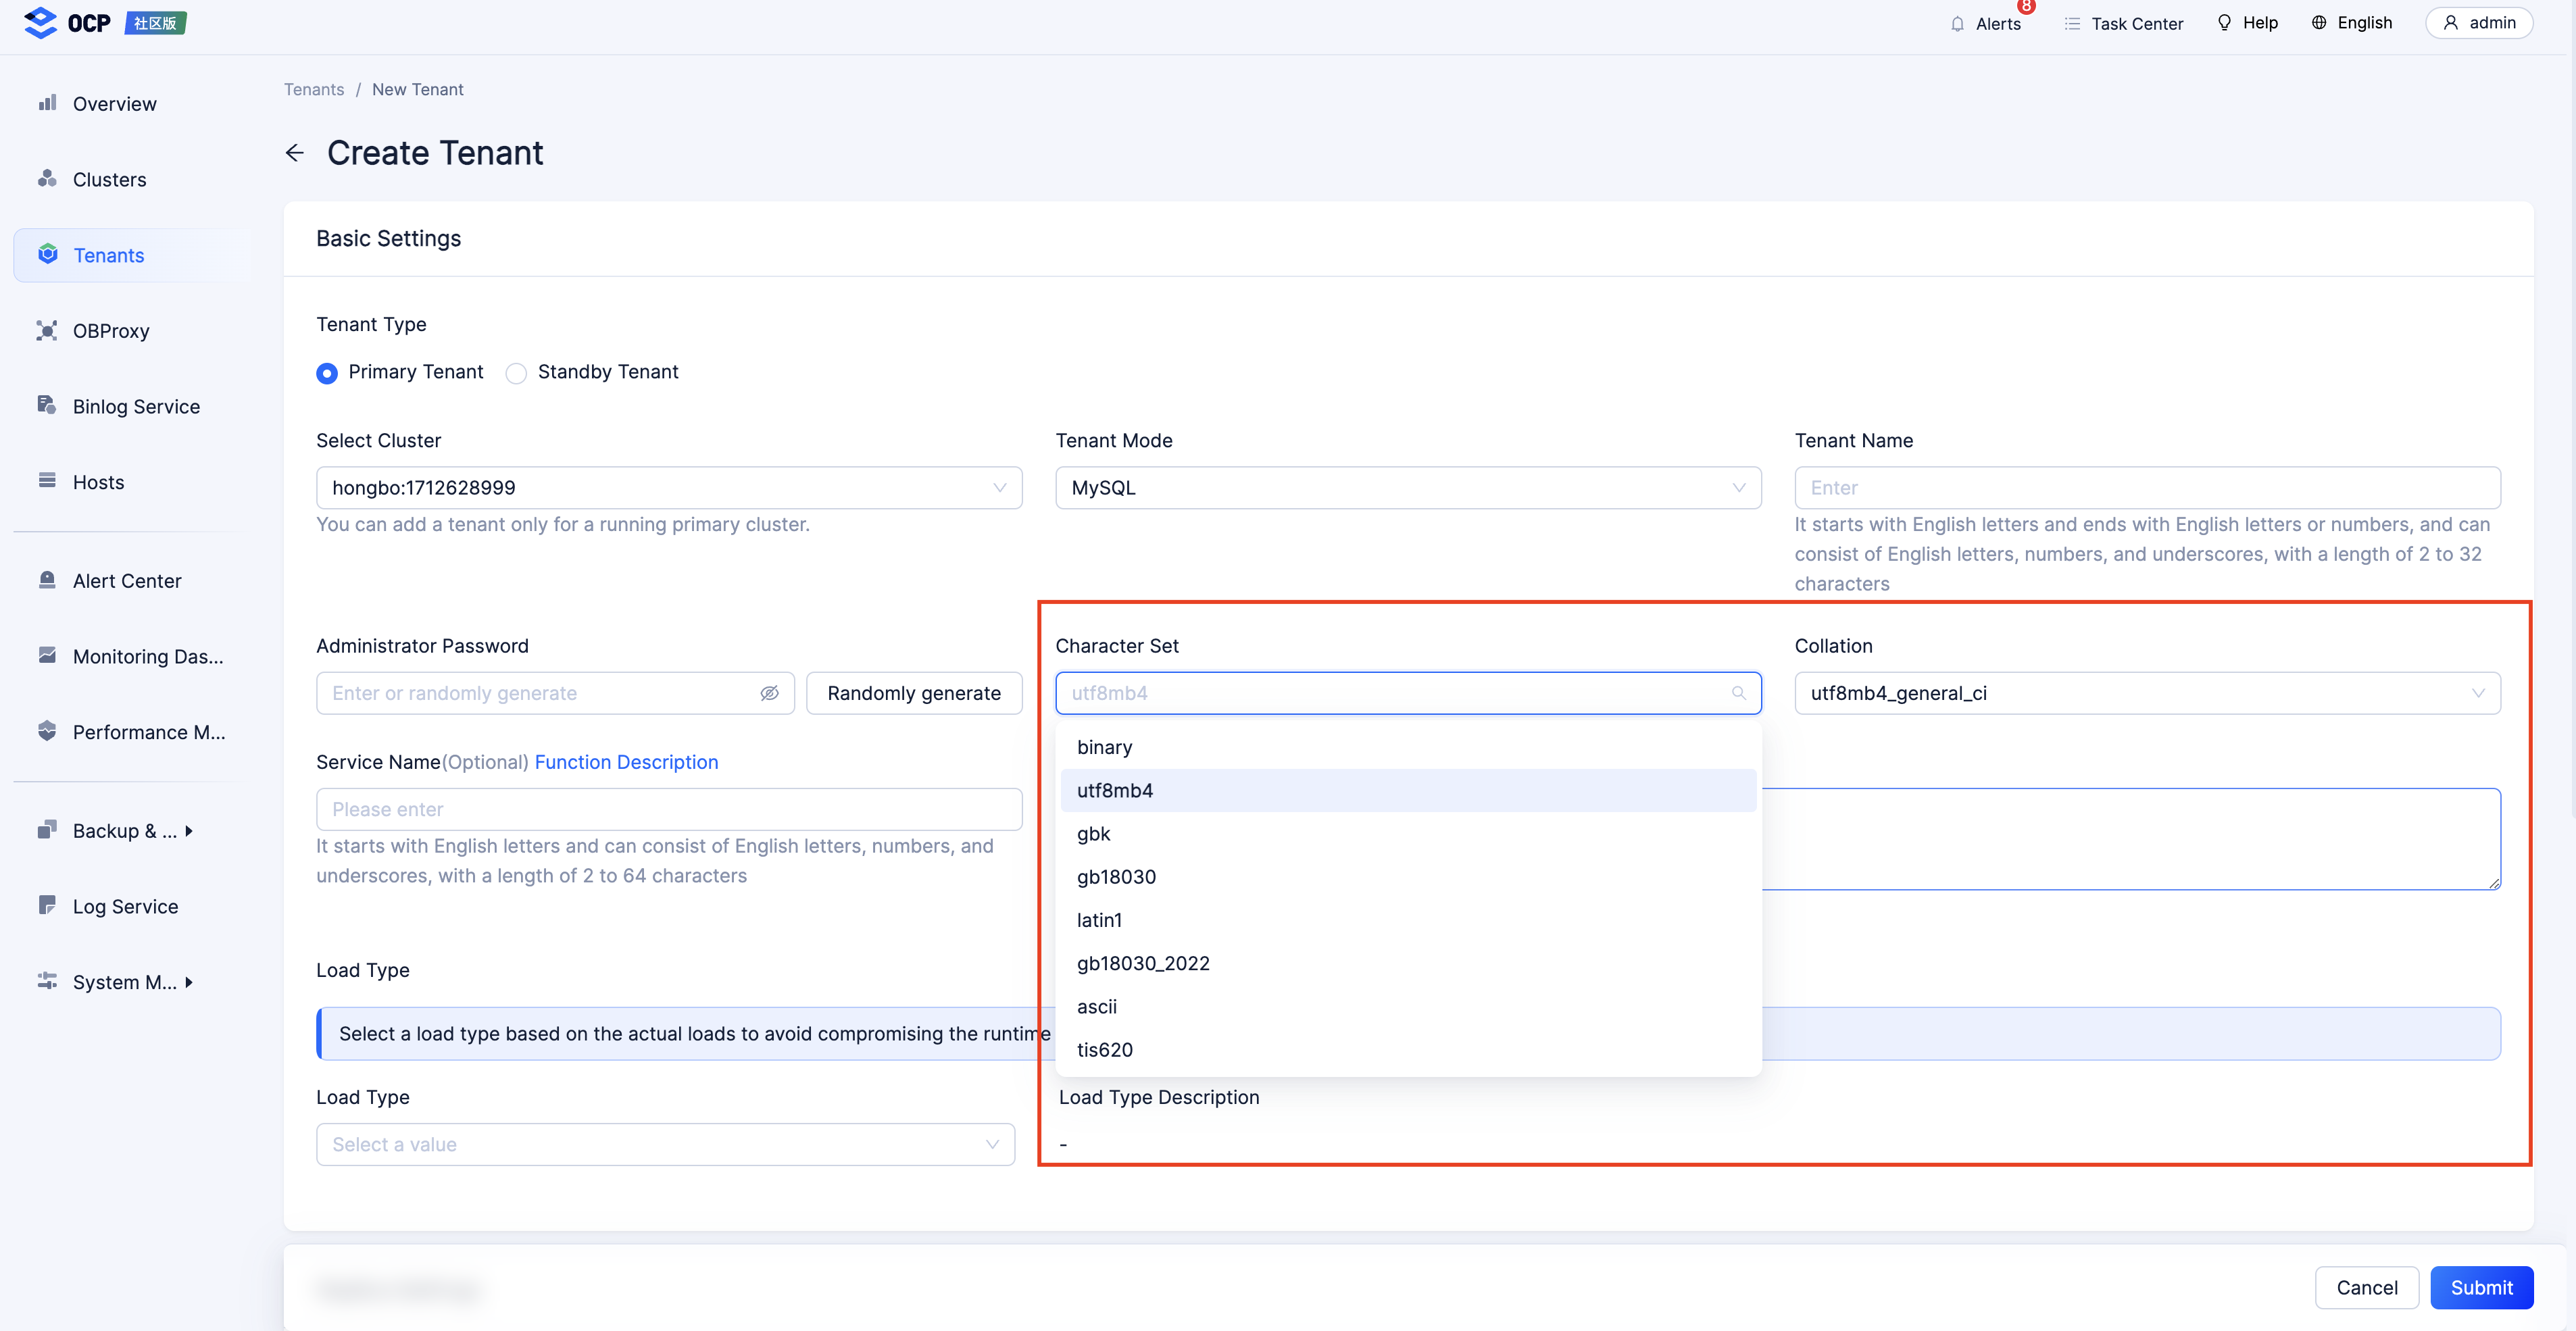 OCP 社区版
8
Alerts
Task Center
Help
English
admin
Overview
Clusters
Tenants
OBProxy
Binlog Service
Hosts
Alert Center
Monitoring Das...
Performance M...
Backup & ...
Log Service
System M...
Tenants / New Tenant
Create Tenant
Basic Settings
Tenant Type
Primary Tenant
Standby Tenant
Select Cluster
Tenant Mode
Tenant Name
hongbo:1712628999
MySQL
Enter
You can add a tenant only for a running primary cluster.
It starts with English letters and ends with English letters or numbers, and can
consist of English letters, numbers, and underscores, with a length of 2 to 32
characters
Administrator Password
Character Set
Collation
Enter or randomly generate
Randomly generate
utf8mb4
utf8mb4_general_ci
Service Name(Optional) Function Description
Please enter
It starts with English letters and can consist of English letters, numbers, and
underscores, with a length of 2 to 64 characters
binary
utf8mb4
gbk
gb18030
latin1
gb18030_2022
ascii
tis620
Load Type
Select a load type based on the actual loads to avoid compromising the runtime
Load Type
Load Type Description
Select a value
-
Cancel
Submit